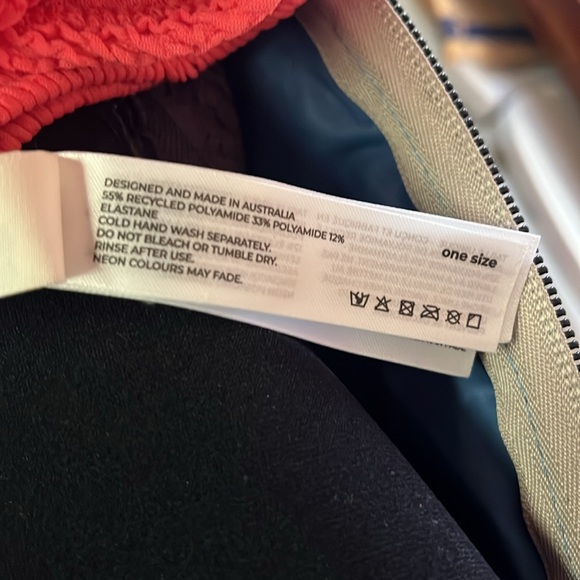 DESIGNED AND MADE IN AUSTRALIA
55% RECYCLED POLYAMIDE 33% POLYAMIDE 12%
ELASTANE
COLD HAND WASH SEPARATELY.
DO NOT BLEACH OR TUMBLE DRY.
RINSE AFTER USE.
NEON COLOURS MAY FADE.
one size